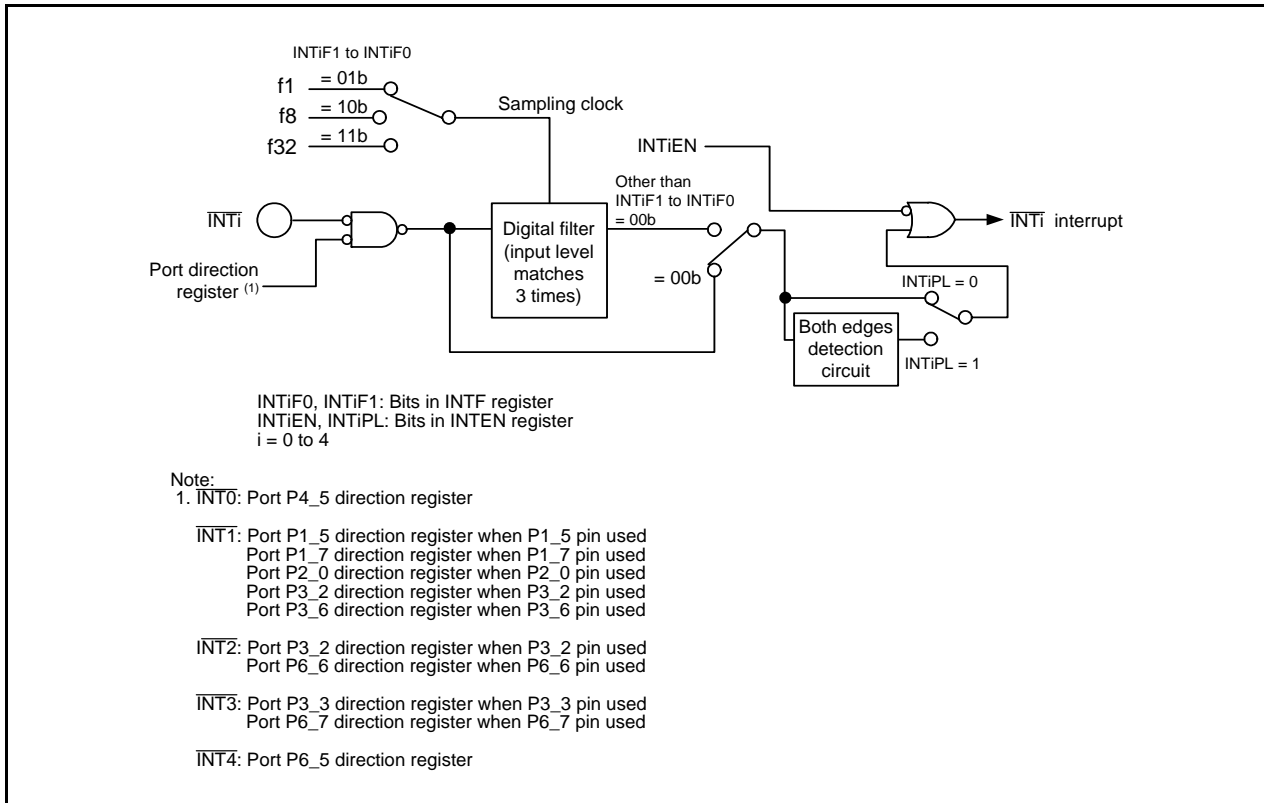 INTiF1 to INTiF0
f1
= 01b
f8
= 10b
f32
= 11b
Sampling clock
INTiEN
Other than
INTiF1 to INTiF0
= 00b
INTi
Port direction
register (1)
Digital filter
(input level
matches
3 times)
= 00b
INTi interrupt
INTiPL = 0
Both edges
detection
circuit
INTiPL = 1
INTiF0, INTiF1: Bits in INTF register
INTiEN, INTiPL: Bits in INTEN register
i = 0 to 4
Note:
1. INT0: Port P4_5 direction register
INT1: Port P1_5 direction register when P1_5 pin used
Port P1_7 direction register when P1_7 pin used
Port P2_0 direction register when P2_0 pin used
Port P3_2 direction register when P3_2 pin used
Port P3_6 direction register when P3_6 pin used
INT2: Port P3_2 direction register when P3_2 pin used
Port P6_6 direction register when P6_6 pin used
INT3: Port P3_3 direction register when P3_3 pin used
Port P6_7 direction register when P6_7 pin used
INT4: Port P6_5 direction register